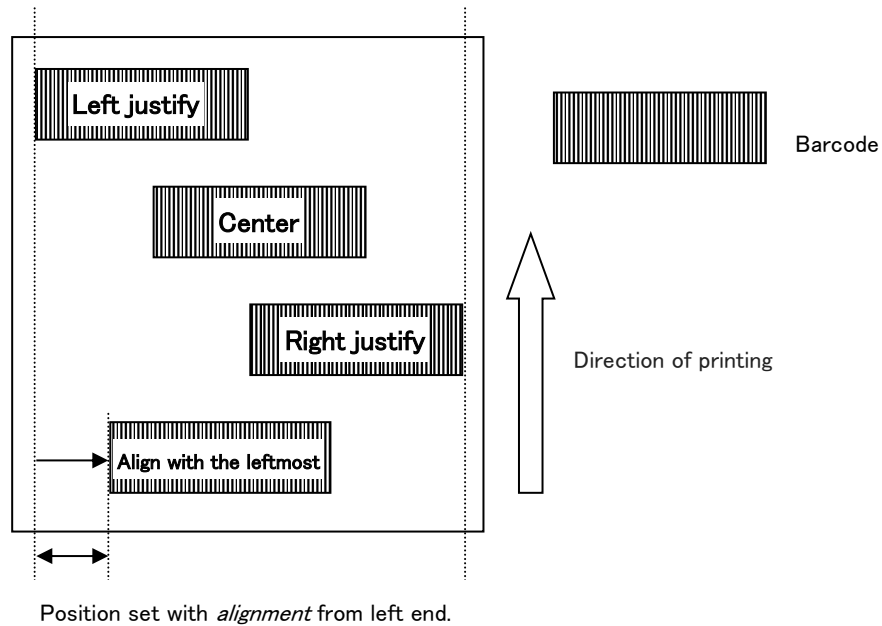 Left justify
Barcode
Center
Right justify
Direction of printing
Align with the leftmost
Position set with alignment from left end.